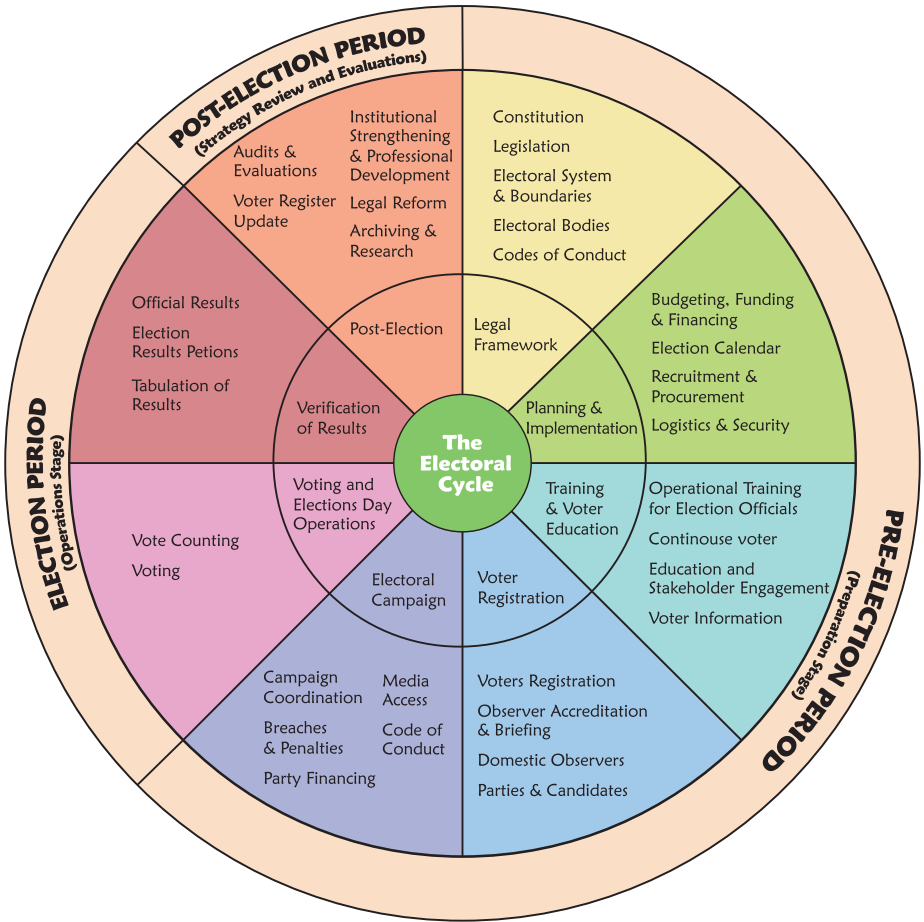 The
Electoral
Cycle
POST-ELECTION PERIOD
(Strategy Review and Evaluations)
Audits &
Evaluations
Voter Register
Update
Institutional
Strengthening
& Professional
Development
Legal Reform
Archiving &
Research
Post-Election
Constitution
Legislation
Electoral System
& Boundaries
Electoral Bodies
Codes of Conduct
Legal
Framework
Budgeting, Funding
& Financing
Election Calendar
Recruitment &
Procurement
Logistics & Security
Planning &
Implementation
PRE-ELECTION PERIOD
(Preparation Stage)
Training
& Voter
Education
Operational Training
for Election Officials
Continouse voter
Education and
Stakeholder Engagement
Voter Information
Voter
Registration
Voters Registration
Observer Accreditation
& Briefing
Domestic Observers
Parties & Candidates
Electoral
Campaign
Campaign
Coordination
Breaches
& Penalties
Party Financing
Media
Access
Code of
Conduct
ELECTION PERIOD
(Operations Stage)
Voting and
Elections Day
Operations
Vote Counting
Voting
Verification
of Results
Official Results
Election
Results Petions
Tabulation of
Results